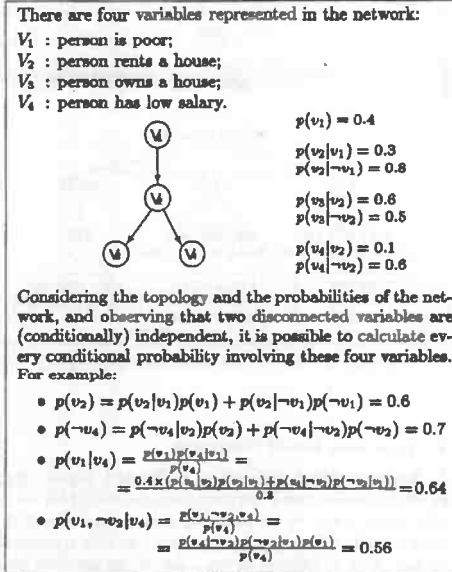 There are four variables represented in the network:
V₁ : person is poor;
V₂ : person rents a house;
V₃ : person owns a house;
V₄ : person has low salary.
p(v₁) = 0.4
p(v₂|v₁) = 0.3
p(v₂|¬v₁) = 0.8
p(v₃|v₂) = 0.6
p(v₃|¬v₂) = 0.5
p(v₄|v₂) = 0.1
p(v₄|¬v₂) = 0.6
Considering the topology and the probabilities of the net-
work, and observing that two disconnected variables are
(conditionally) independent, it is possible to calculate ev-
ery conditional probability involving these four variables.
For example:
• p(v₂) = p(v₂|v₁)p(v₁) + p(v₂|¬v₁)p(¬v₁) = 0.6
• p(¬v₄) = p(¬v₄|v₂)p(v₂) + p(¬v₄|¬v₂)p(¬v₂) = 0.7
• p(v₁|v₄) = p(v₁)p(v₄|v₁) / p(v₄) =
= 0.4×(p(v₄|v₂)p(v₂|v₁)+p(v₄|¬v₂)p(¬v₂|v₁)) / 0.3 = 0.64
• p(v₁, ¬v₂|v₄) = p(v₁,¬v₂,v₄) / p(v₄) =
= p(v₄|¬v₂)p(¬v₂|v₁)p(v₁) / p(v₄) = 0.56